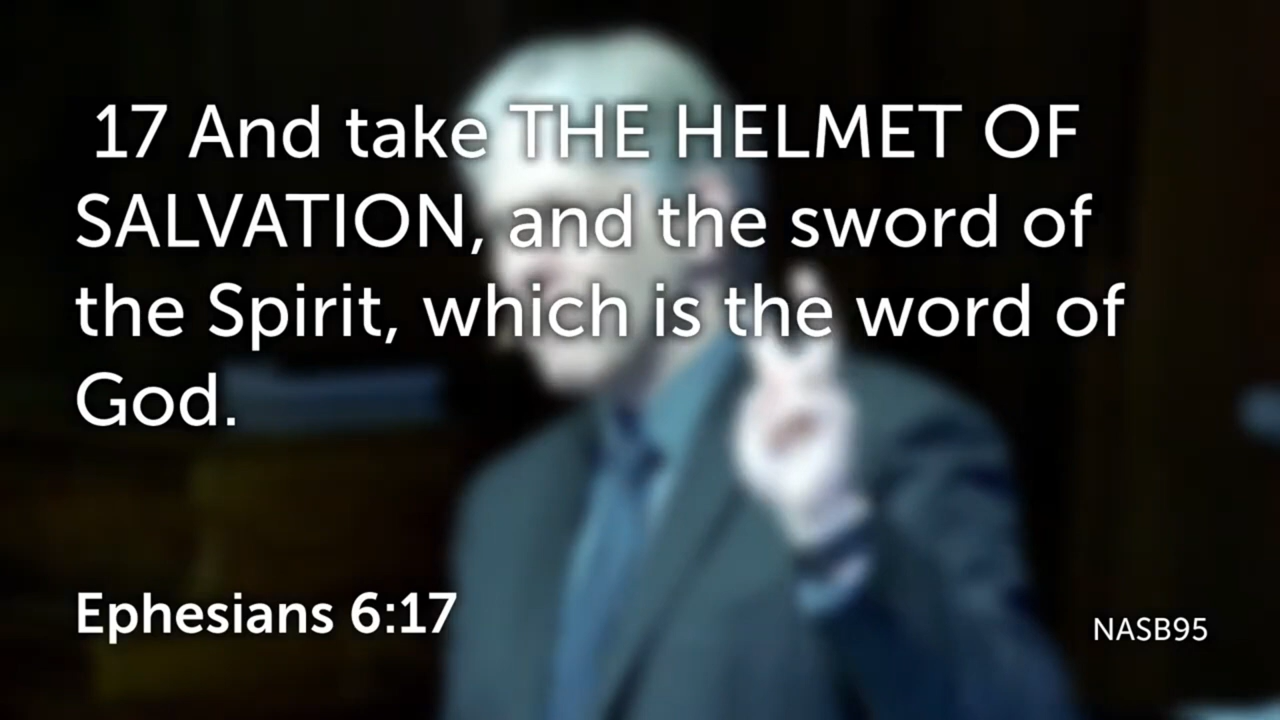 17 And take THE HELMET OF
SALVATION, and the sword of
the Spirit, which is the word of
God.
Ephesians 6:17
NASB95